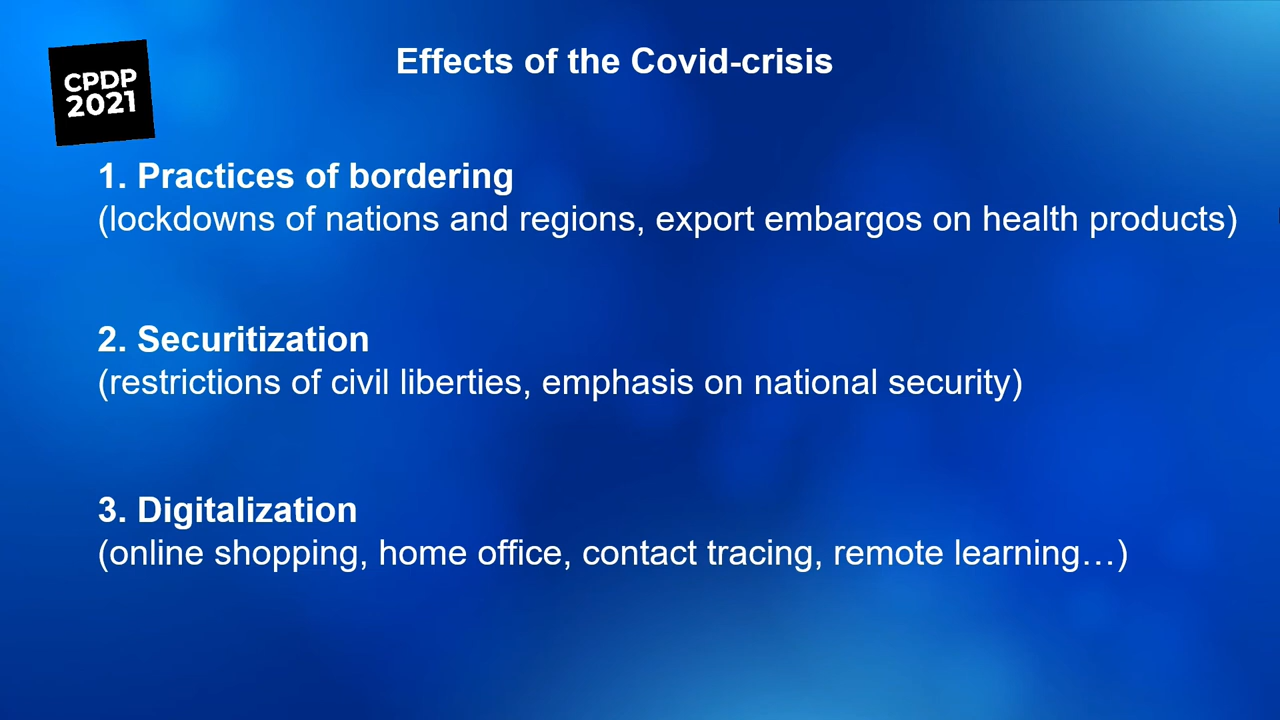 CPDP
2021
Effects of the Covid-crisis
1. Practices of bordering
(lockdowns of nations and regions, export embargos on health products)
2. Securitization
(restrictions of civil liberties, emphasis on national security)
3. Digitalization
(online shopping, home office, contact tracing, remote learning…)